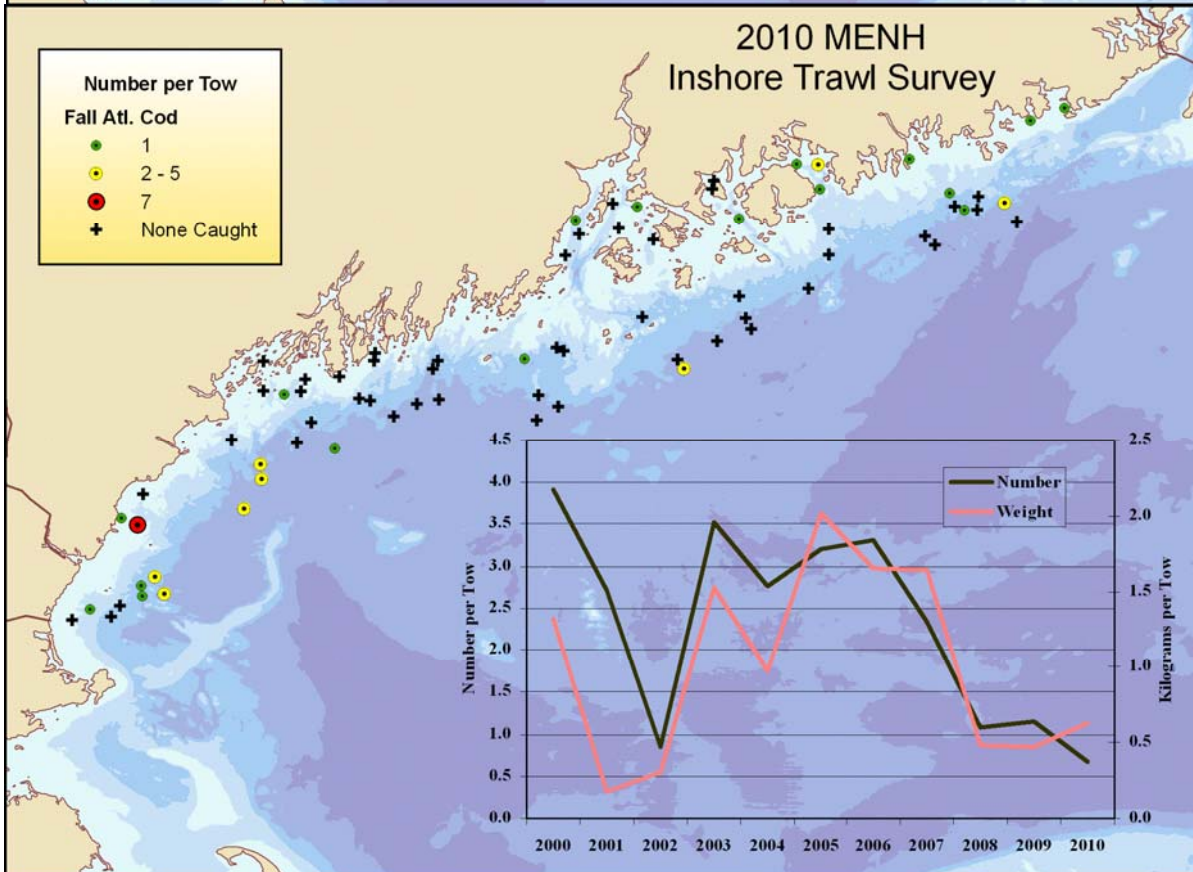 2010 MENH
Inshore Trawl Survey
Number per Tow
Fall Atl. Cod
1
2 - 5
7
None Caught
4.5
4.0
3.5
3.0
2.5
2.0
1.5
1.0
0.5
0.0
Number per Tow
Number
Weight
2.5
2.0
1.5
1.0
0.5
0.0
Kilograms per Tow
2000 2001 2002 2003 2004 2005 2006 2007 2008 2009 2010